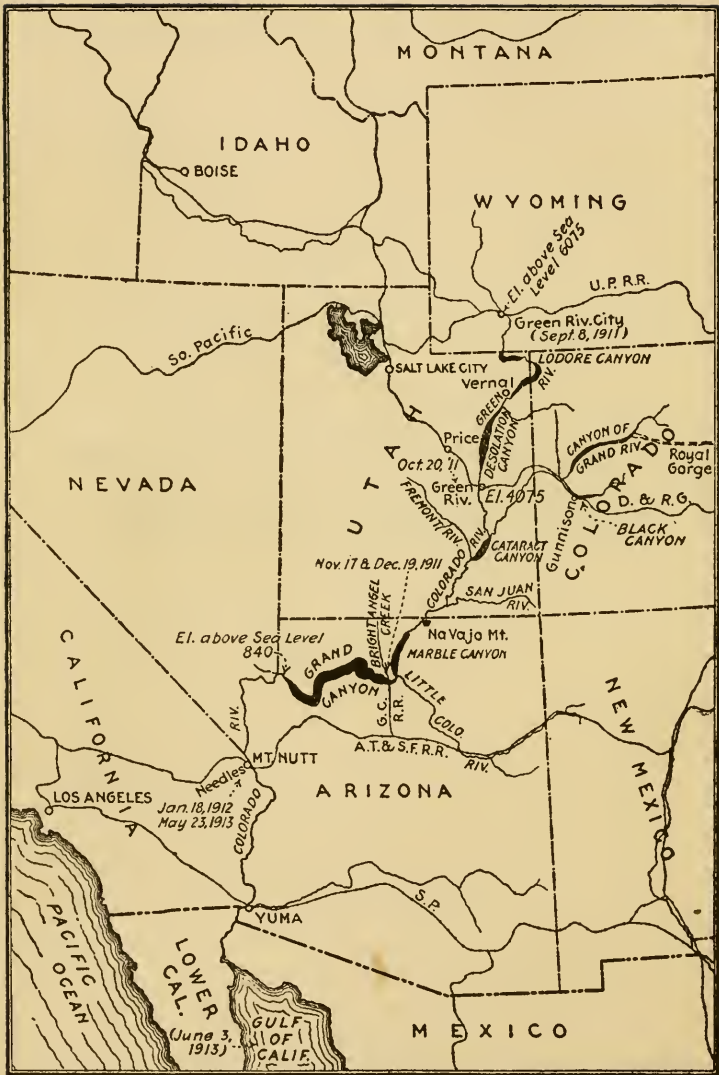 MONTANA
IDAHO
BOISE
WYOMING
El. above Sea
Level 6075
U.P. R.R.
Green Riv. City
(Sept. 8, 1911)
So. Pacific
SALT LAKE CITY
LODORE CANYON
Vernal
GREEN
RIV.
DESOLATION
CANYON
Price
Oct. 20, '11
Green
Riv.
El. 4075
CANYON OF
GRAND RIV.
Royal
Gorge
D. & R.G.
Gunnison
BLACK
CANYON
COLORADO
NEVADA
UTAH
FREMONT RIV.
CATARACT
CANYON
COLORADO
RIV.
Nov. 17 & Dec. 19, 1911
SAN JUAN
RIV.
BRIGHT ANGEL
CREEK
NaVajo Mt.
MARBLE CANYON
El. above Sea Level
840
GRAND
CANYON
LITTLE
COLO.
RIV.
G.C.
R.R.
A.T. & S.F. R.R.
CALIFORNIA
RIV.
COLORADO
MT. NUTT
Needles
LOS ANGELES
Jan. 18, 1912
May 23, 1913
ARIZONA
NEW MEXICO
YUMA
S.P.
PACIFIC
OCEAN
LOWER
CAL.
(June 3,
1913)
GULF
OF
CALIF.
MEXICO